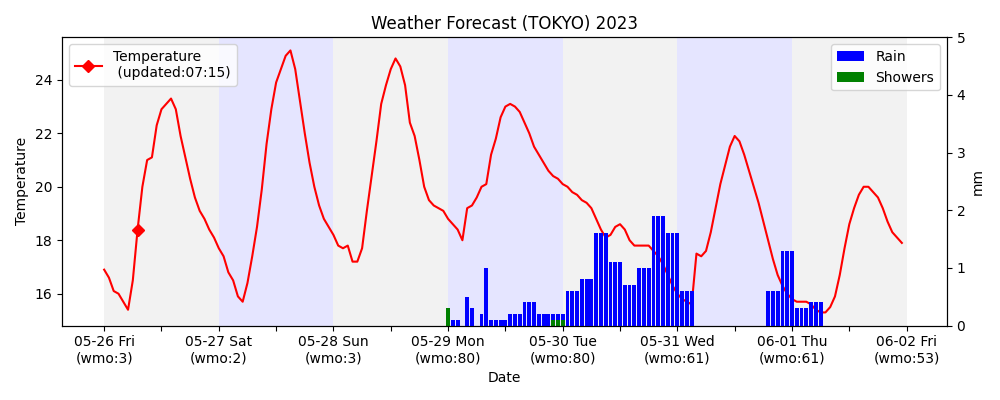 Weather Forecast (TOKYO) 2023
Temperature
(updated:07:15)
Rain
Showers
24
22
20
18
16
Temperature
5
4
3
2
1
0
mm
05-26 Fri 05-27 Sat 05-28 Sun 05-29 Mon 05-30 Tue 05-31 Wed 06-01 Thu 06-02 Fri
(wmo:3) (wmo:2) (wmo:3) (wmo:80) (wmo:80) (wmo:61) (wmo:61) (wmo:53)
Date